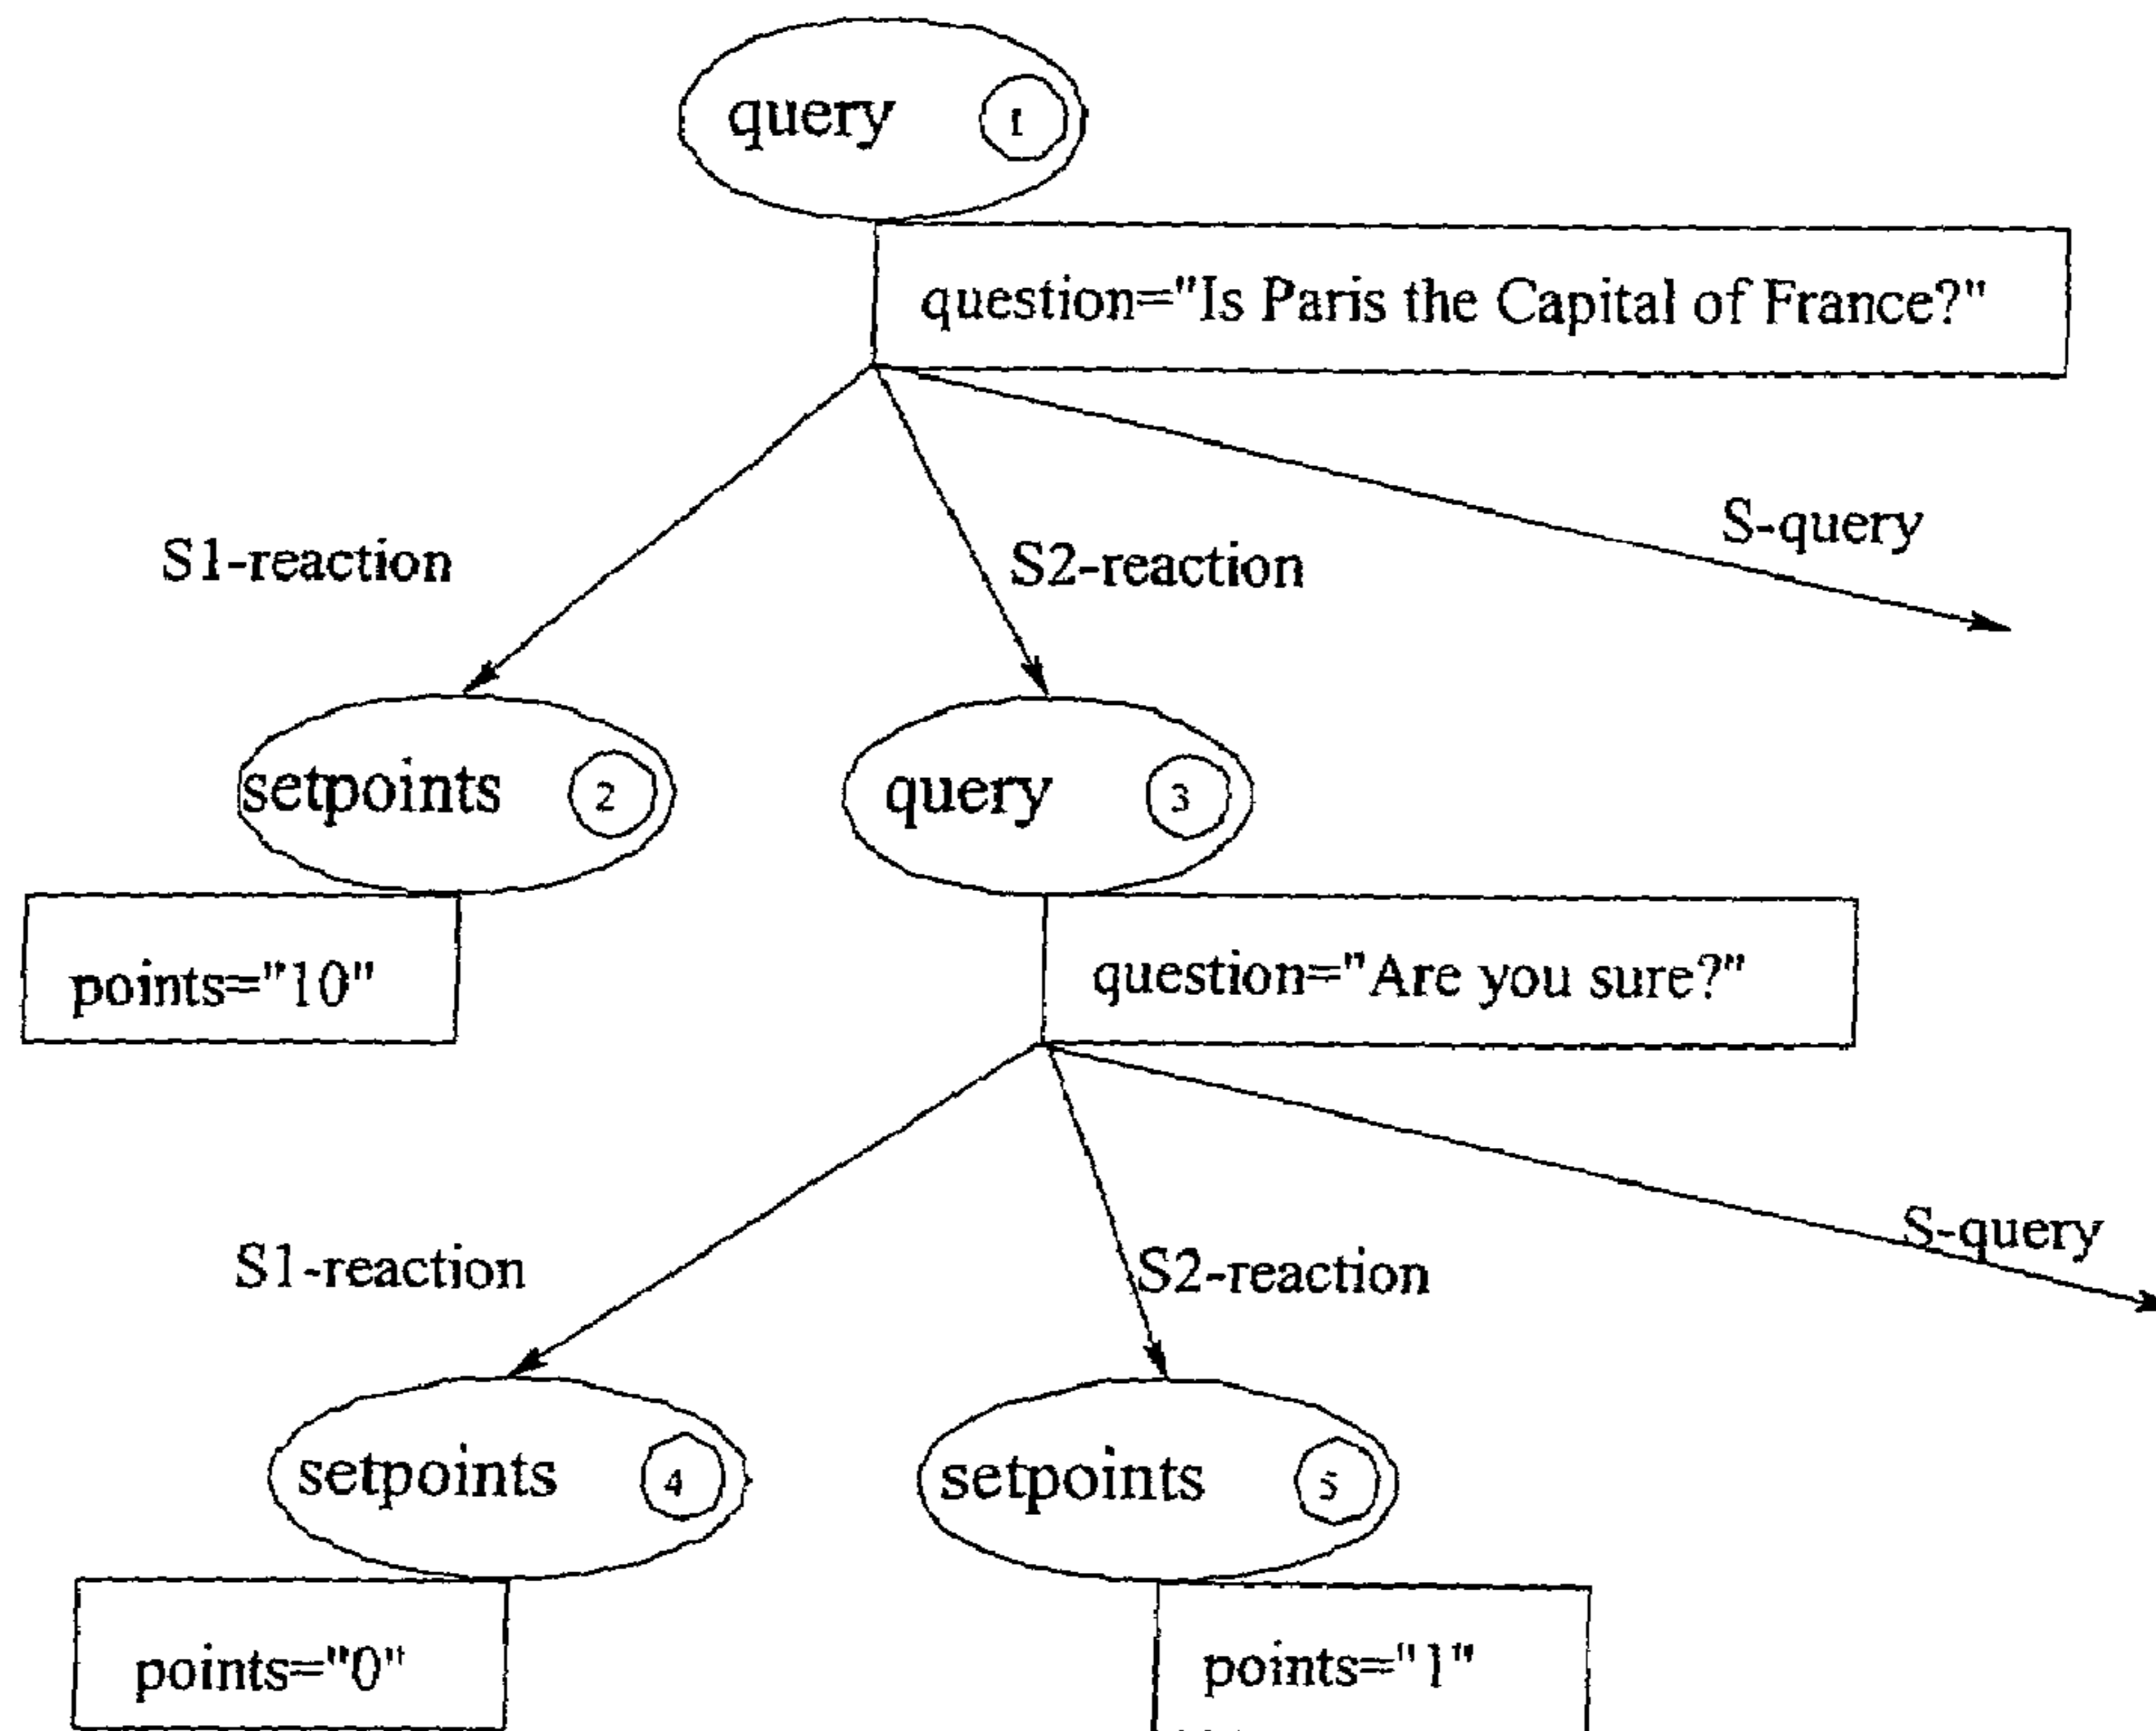 query 1
question="Is Paris the Capital of France?"
S-query
S1-reaction S2-reaction
setpoints 2 query 3
points="10" question="Are you sure?"
S-query
S1-reaction S2-reaction
setpoints 4 setpoints 5
points="0" points="1"